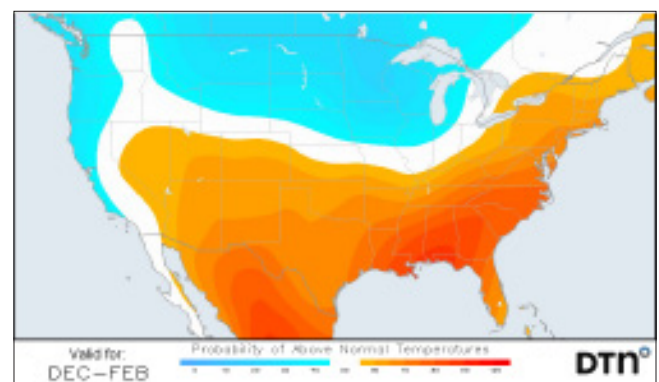 Valid for:
DEC-FEB
Probability of Above Normal Temperatures
DTN